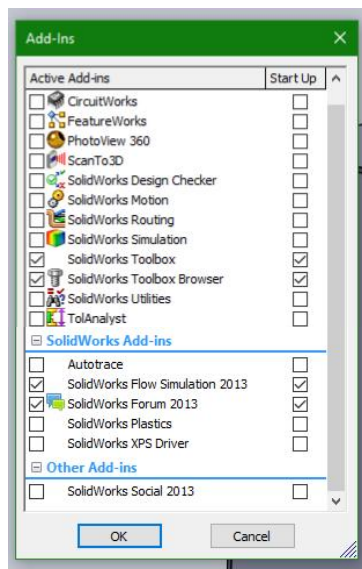 Add-Ins
Active Add-ins Start Up
CircuitWorks
FeatureWorks
PhotoView 360
ScanTo3D
SolidWorks Design Checker
SolidWorks Motion
SolidWorks Routing
SolidWorks Simulation
SolidWorks Toolbox
SolidWorks Toolbox Browser
SolidWorks Utilities
TolAnalyst
SolidWorks Add-ins
Autotrace
SolidWorks Flow Simulation 2013
SolidWorks Forum 2013
SolidWorks Plastics
SolidWorks XPS Driver
Other Add-ins
SolidWorks Social 2013
OK Cancel